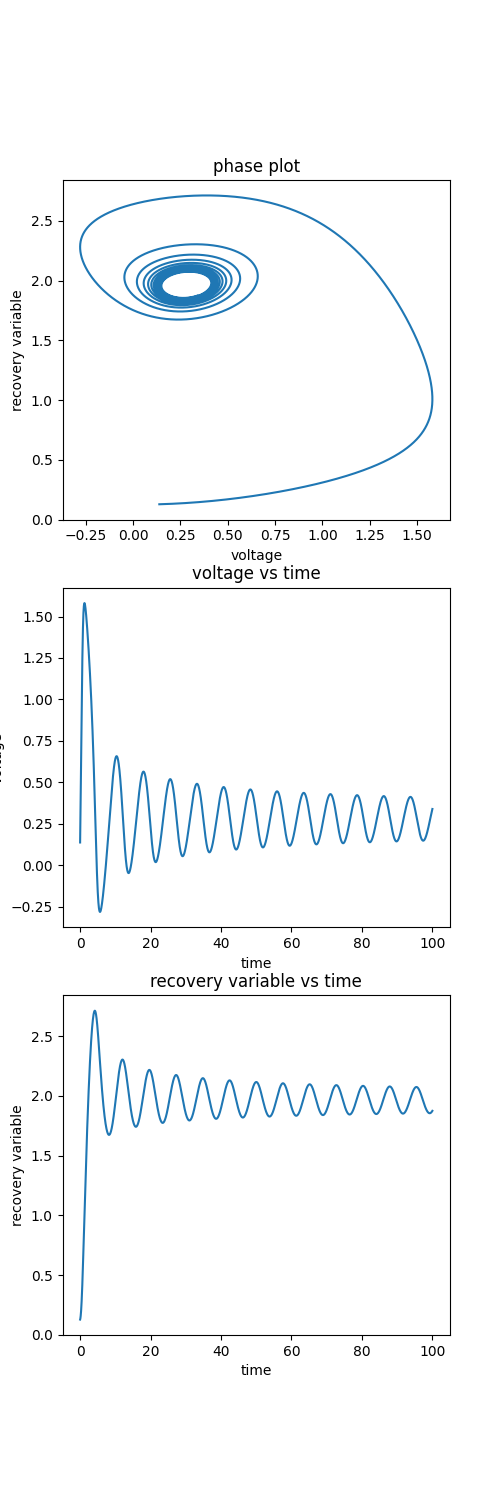 phase plot
2.5
2.0
1.5
1.0
0.5
0.0
recovery variable
−0.25 0.00 0.25 0.50 0.75 1.00 1.25 1.50
voltage
voltage vs time
1.50
1.25
1.00
0.75
0.50
0.25
0.00
−0.25
0 20 40 60 80 100
time
recovery variable vs time
2.5
2.0
1.5
1.0
0.5
0.0
recovery variable
0 20 40 60 80 100
time